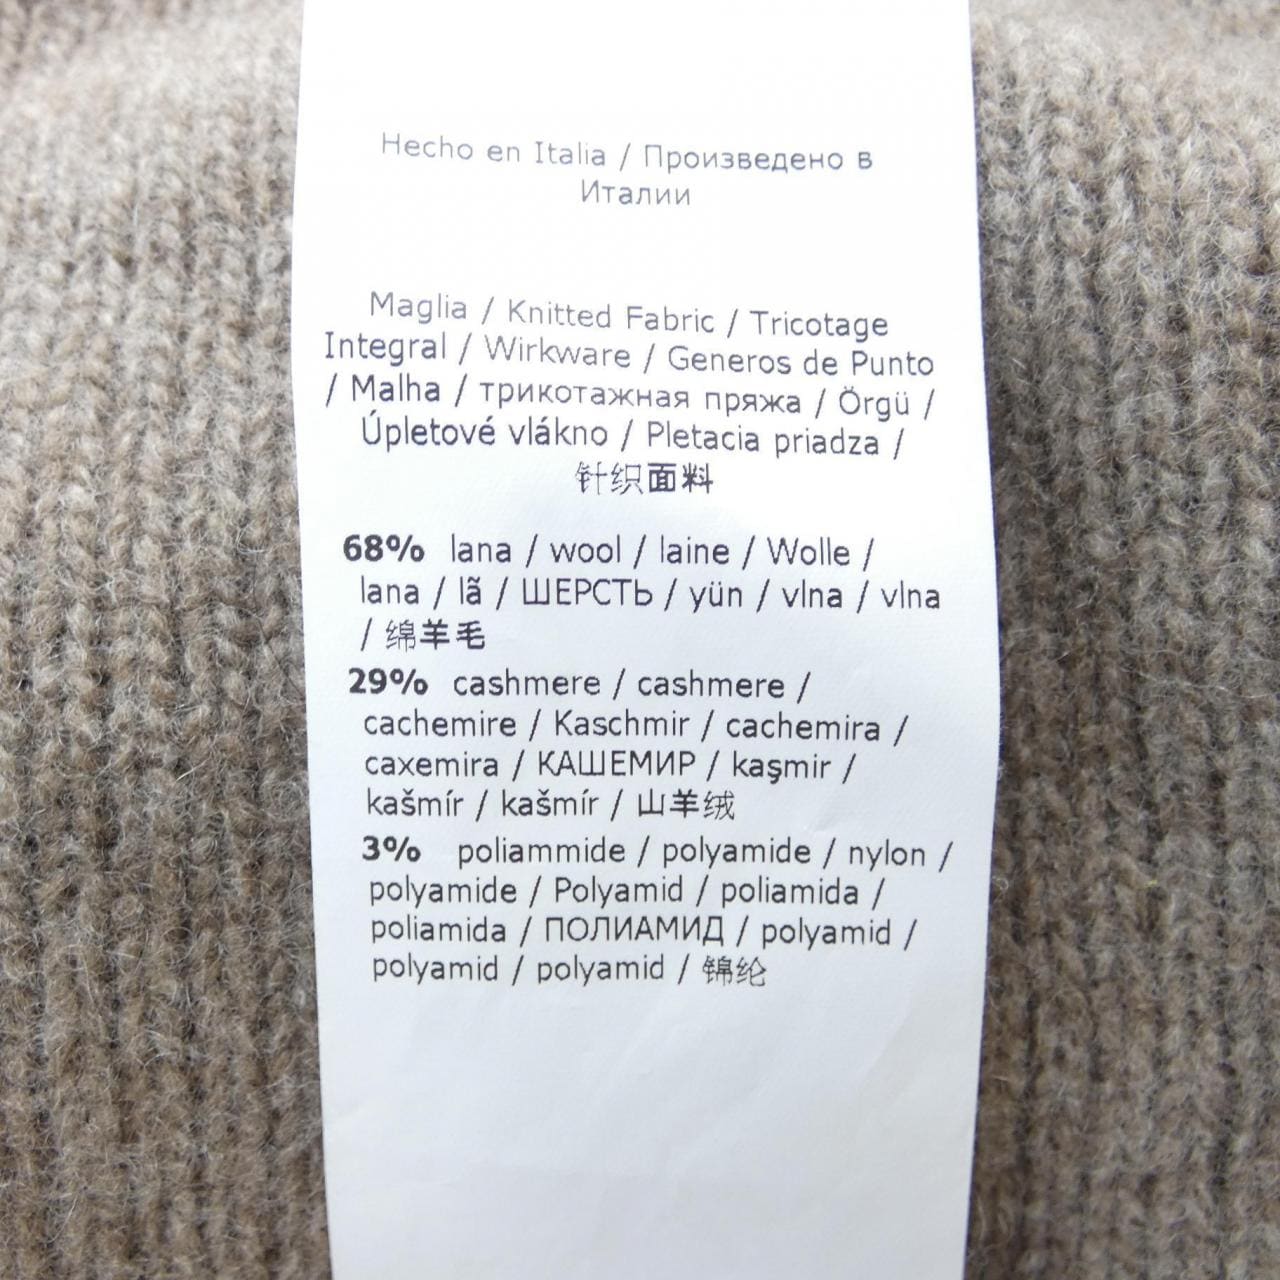 Hecho en Italia / Произведено в
Италии
Maglia / Knitted Fabric / Tricotage
Integral / Wirkware / Generos de Punto
/ Malha / трикотажная пряжа / Örgü /
Úpletové vlákno / Pletacia priadza /
针织面料
68% lana / wool / laine / Wolle /
lana / lã / ШЕРСТЬ / yün / vlna / vlna
/ 绵羊毛
29% cashmere / cashmere /
cachemire / Kaschmir / cachemira /
caxemira / КАШЕМИР / kaşmir /
kašmír / kašmír / 山羊绒
3% poliammide / polyamide / nylon /
polyamide / Polyamid / poliamida /
poliamida / ПОЛИАМИД / polyamid /
polyamid / polyamid / 锦纶